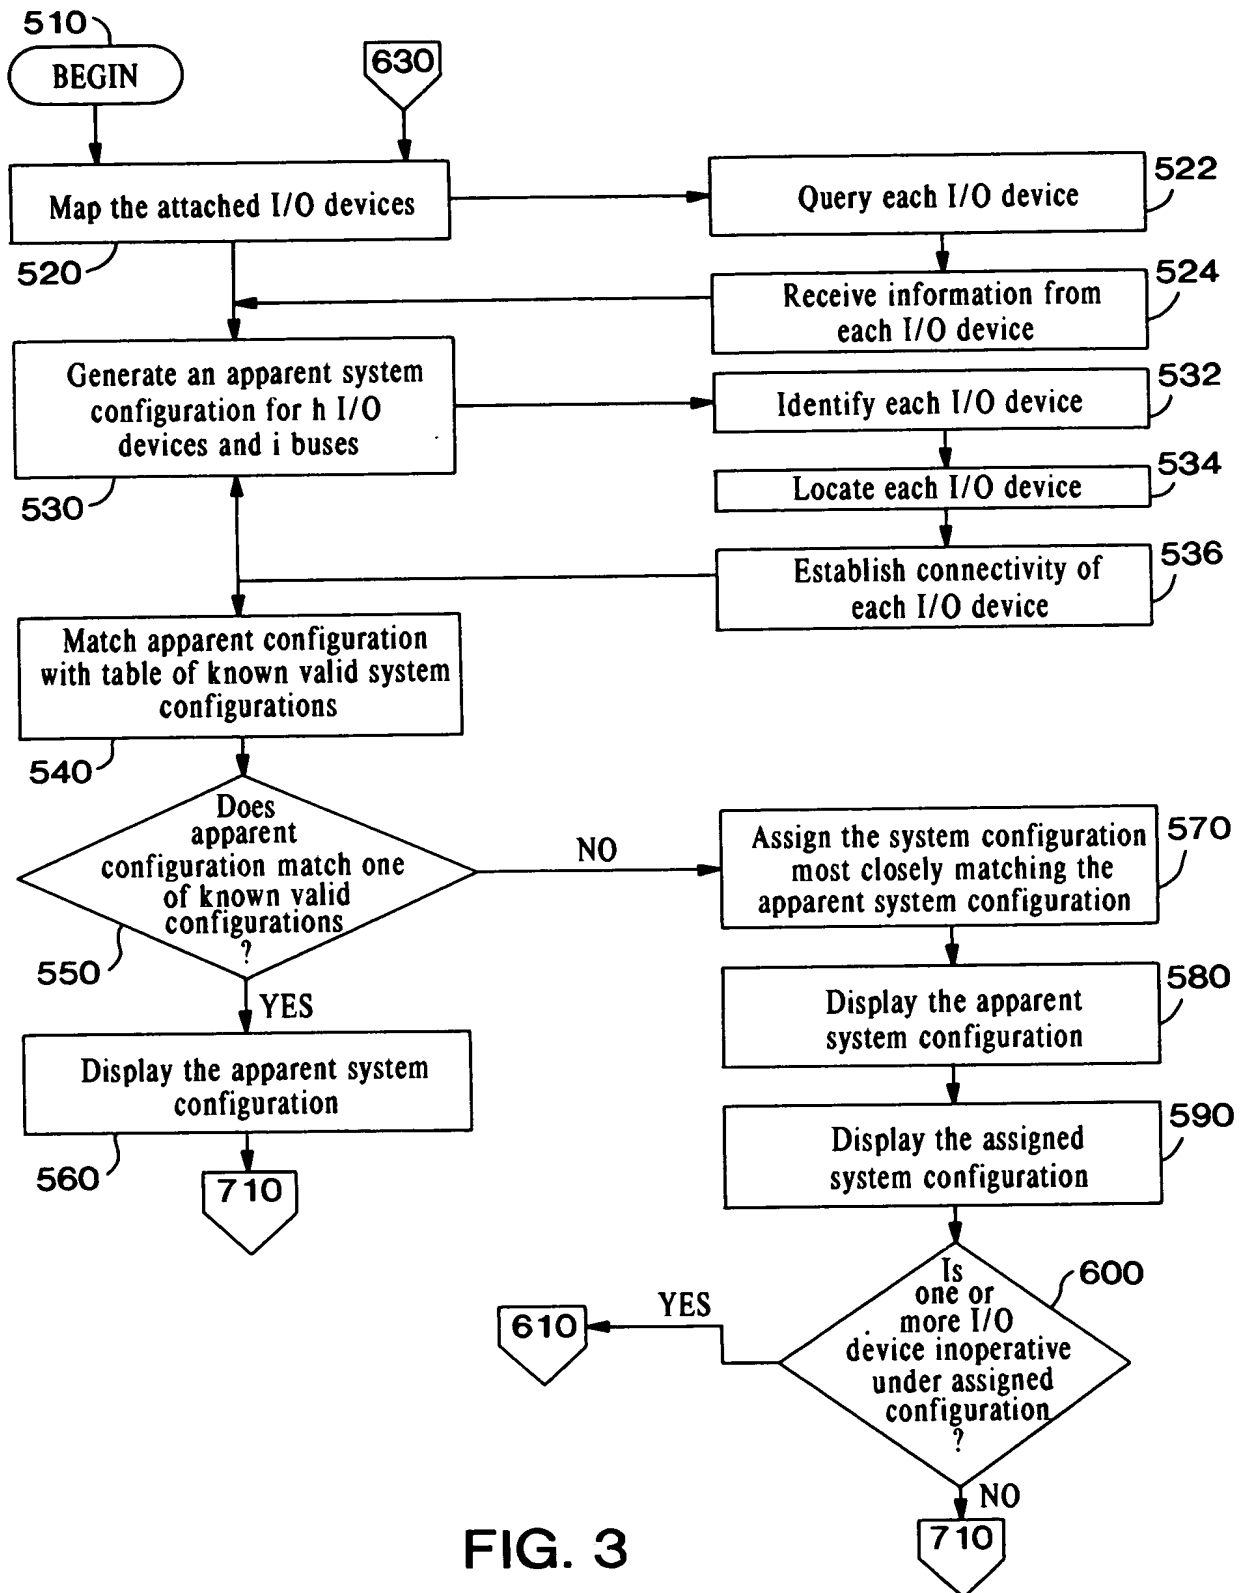 510
BEGIN
630
Map the attached I/O devices
520
Query each I/O device
522
Receive information from
each I/O device
524
Generate an apparent system
configuration for h I/O
devices and i buses
530
Identify each I/O device
532
Locate each I/O device
534
Establish connectivity of
each I/O device
536
Match apparent configuration
with table of known valid system
configurations
540
Does
apparent
configuration match one
of known valid
configurations
?
550
NO
YES
Display the apparent system
configuration
560
710
Assign the system configuration
most closely matching the
apparent system configuration
570
Display the apparent
system configuration
580
Display the assigned
system configuration
590
Is
one or
more I/O
device inoperative
under assigned
configuration
?
600
YES
610
NO
710
FIG. 3